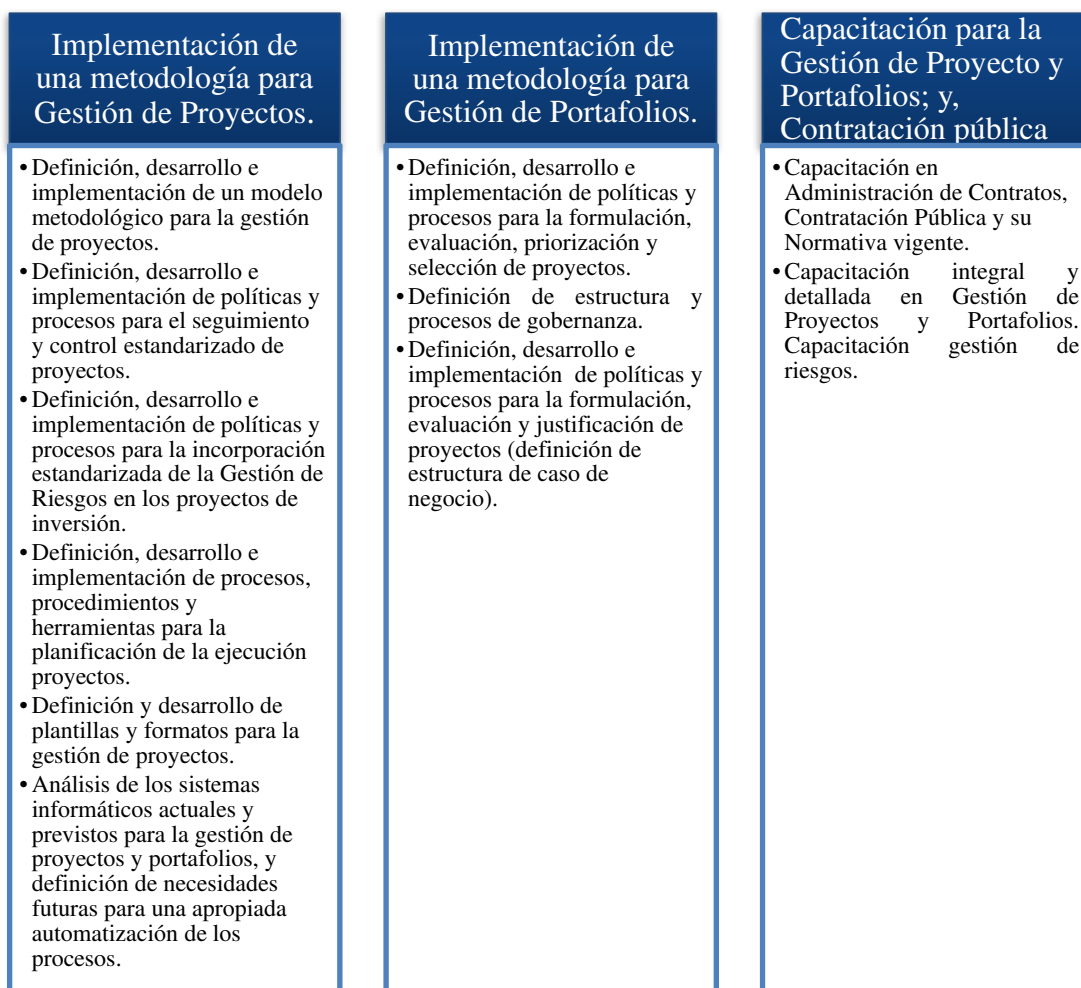 Implementación de
una metodología para
Gestión de Proyectos.
• Definición, desarrollo e
implementación de un modelo
metodológico para la gestión
de proyectos.
• Definición, desarrollo e
implementación de políticas y
procesos para el seguimiento
y control estandarizado de
proyectos.
• Definición, desarrollo e
implementación de políticas y
procesos para la incorporación
estandarizada de la Gestión de
Riesgos en los proyectos de
inversión.
• Definición, desarrollo e
implementación de procesos,
procedimientos y
herramientas para la
planificación de la ejecución
proyectos.
• Definición y desarrollo de
plantillas y formatos para la
gestión de proyectos.
• Análisis de los sistemas
informáticos actuales y
previstos para la gestión de
proyectos y portafolios, y
definición de necesidades
futuras para una apropiada
automatización de los
procesos.
Implementación de
una metodología para
Gestión de Portafolios.
• Definición, desarrollo e
implementación de políticas y
procesos para la formulación,
evaluación, priorización y
selección de proyectos.
• Definición de estructura y
procesos de gobernanza.
• Definición, desarrollo e
implementación de políticas y
procesos para la formulación,
evaluación y justificación de
proyectos (definición de
estructura de caso de
negocio).
Capacitación para la
Gestión de Proyecto y
Portafolios; y,
Contratación pública
• Capacitación en
Administración de Contratos,
Contratación Pública y su
Normativa vigente.
• Capacitación integral y
detallada en Gestión de
Proyectos y Portafolios.
Capacitación gestión de
riesgos.